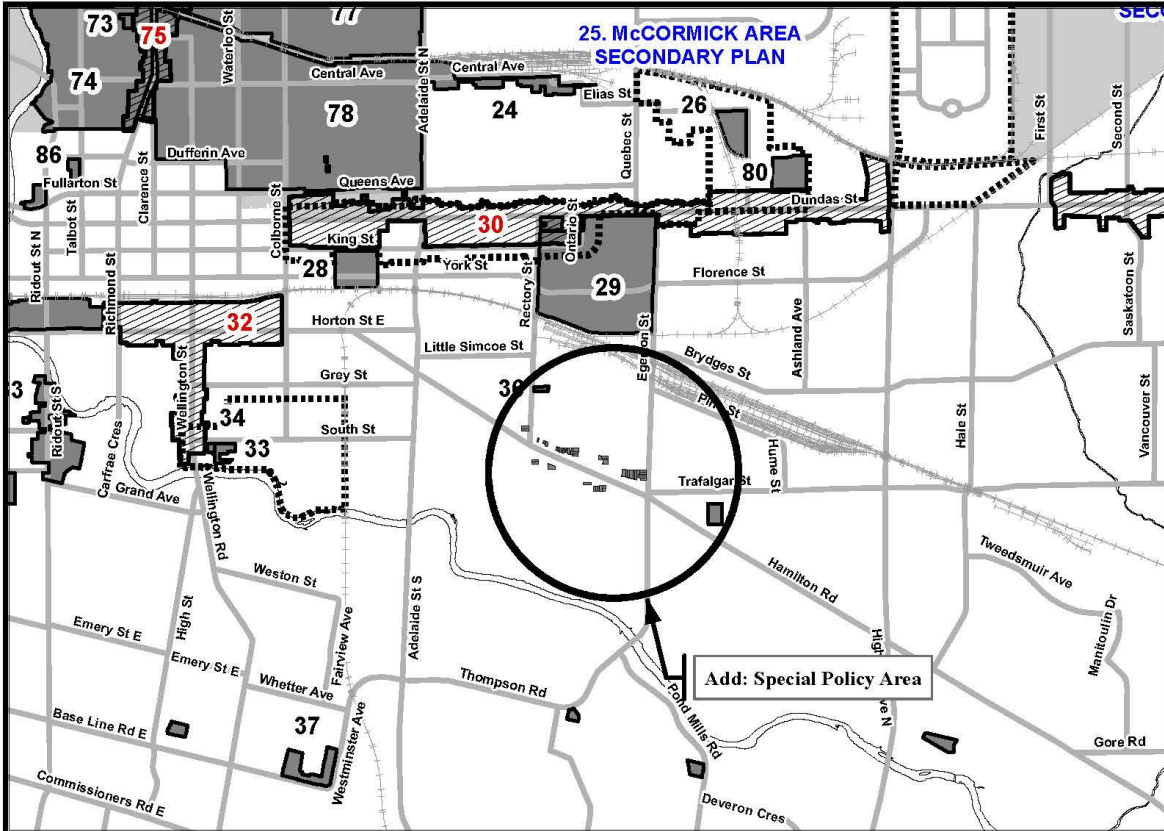 73
75
77
Waterloo St
25. McCORMICK AREA
SECONDARY PLAN
74
Central Ave
Adelaide St N
Central Ave
Elias St
24
26
78
First St
Second St
86
Dufferin Ave
Quebec St
Fullarton St
Clarence St
80
Queens Ave
Talbot St
Dundas St
Colborne St
30
Ontario St
Ridout St N
King St
28
York St
Florence St
Richmond St
Rectory St
29
Saskatoon St
32
Horton St E
Ashland Ave
Little Simcoe St
Egerton St
Brydges St
Wellington St
Grey St
36
Pine St
Hale St
Vancouver St
Ridout St S
34
South St
33
Carfrae Cres
Hume St
Trafalgar St
Grand Ave
Wellington Rd
Tweedsmuir Ave
Weston St
Hamilton Rd
Adelaide St S
Manitoulin Dr
High St
Emery St E
Fairview Ave
Emery St E
Thompson Rd
Add: Special Policy Area
Whetter Ave
Pond Mills Rd
Base Line Rd E
37
Westminster Ave
Gore Rd
Commissioners Rd E
Deveron Cres